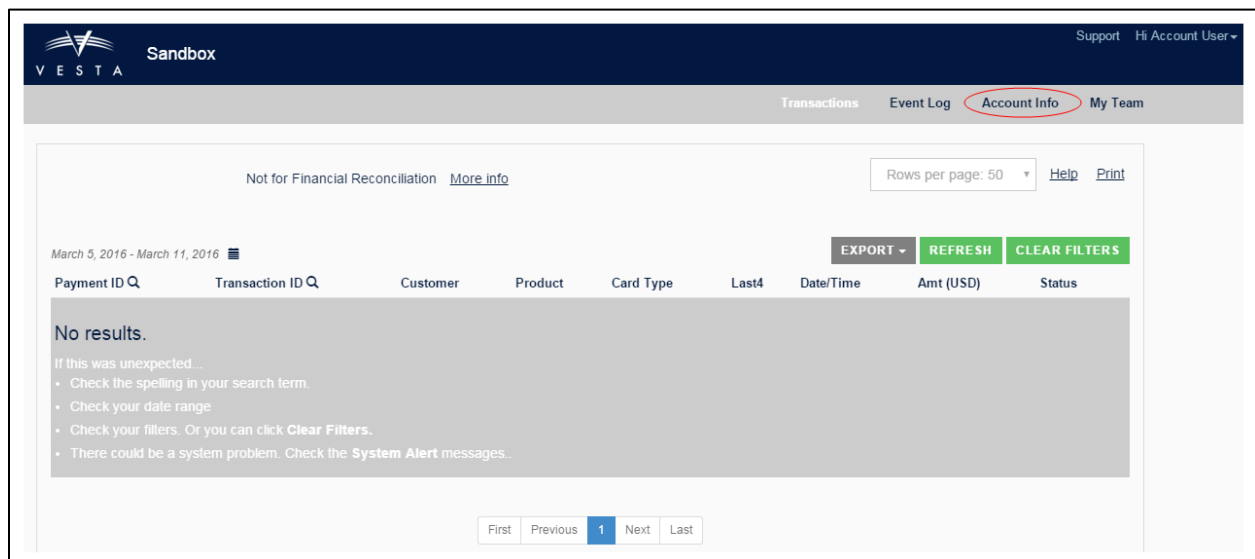 Support Hi Account User
VESTA Sandbox
Transactions Event Log Account Info My Team
Not for Financial Reconciliation More info Rows per page: 50 Help Print
March 5, 2016 - March 11, 2016 EXPORT REFRESH CLEAR FILTERS
Payment ID Transaction ID Customer Product Card Type Last4 Date/Time Amt (USD) Status
No results.
If this was unexpected...
• Check the spelling in your search term.
• Check your date range
• Check your filters. Or you can click Clear Filters.
• There could be a system problem. Check the System Alert messages..
First Previous 1 Next Last